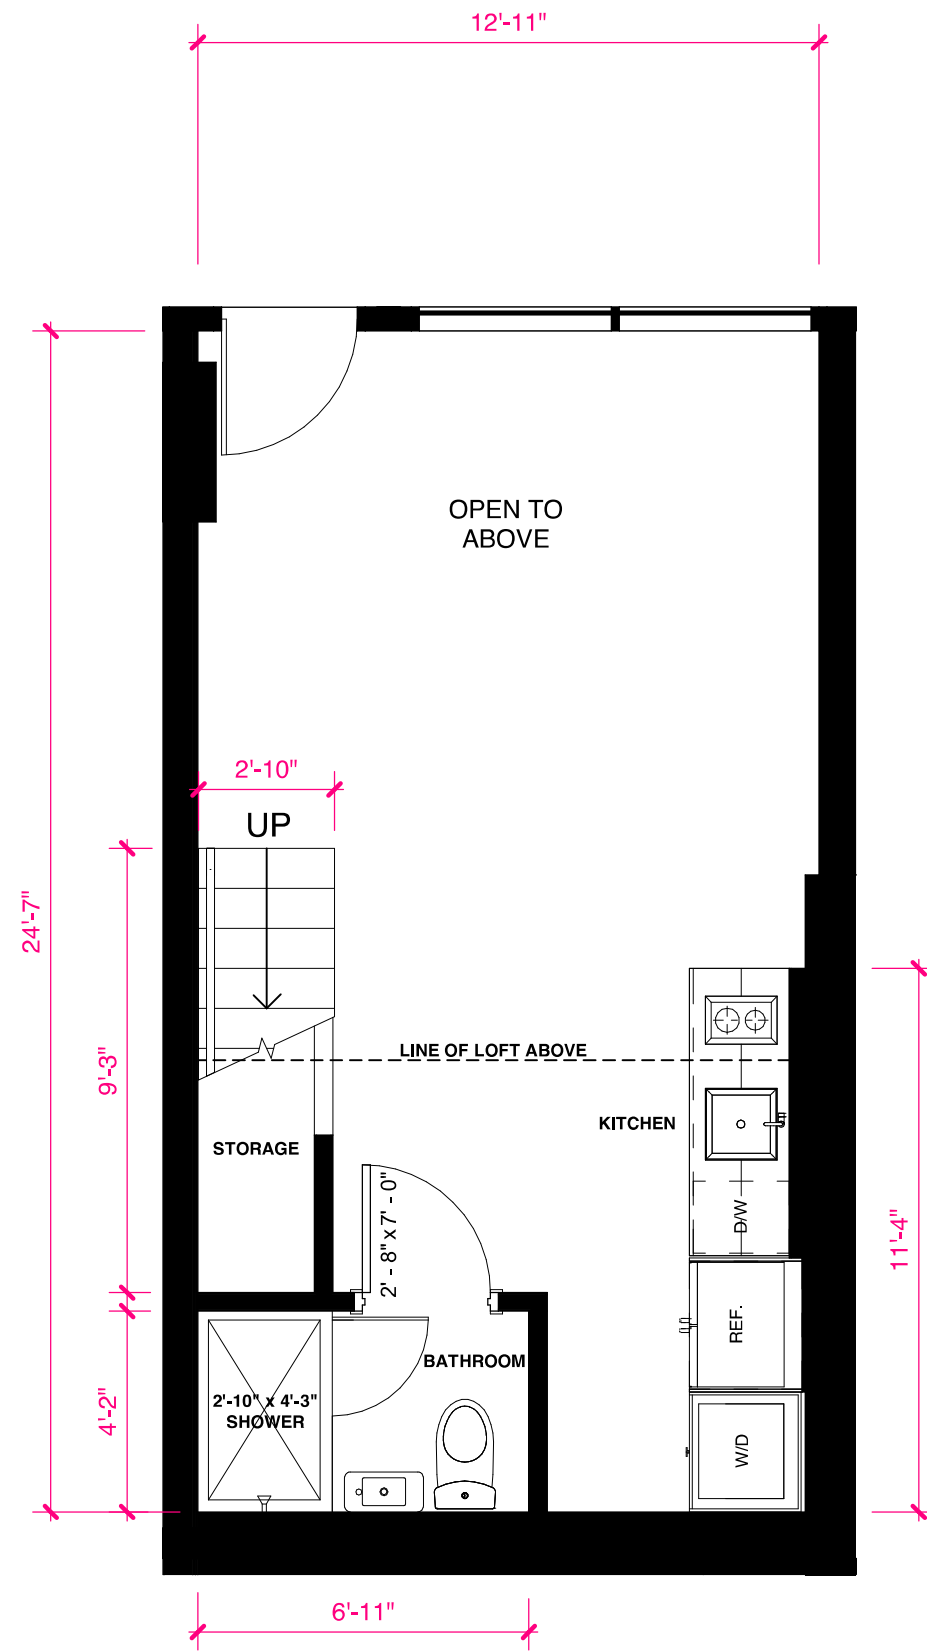 12'-11"
OPEN TO
ABOVE
2'-10"
UP
24'-7"
LINE OF LOFT ABOVE
9'-3"
KITCHEN
STORAGE
2' - 8" x 7' - 0"
D/W
11'-4"
REF.
BATHROOM
2'-10" x 4'-3"
SHOWER
4'-2"
W/D
6'-11"